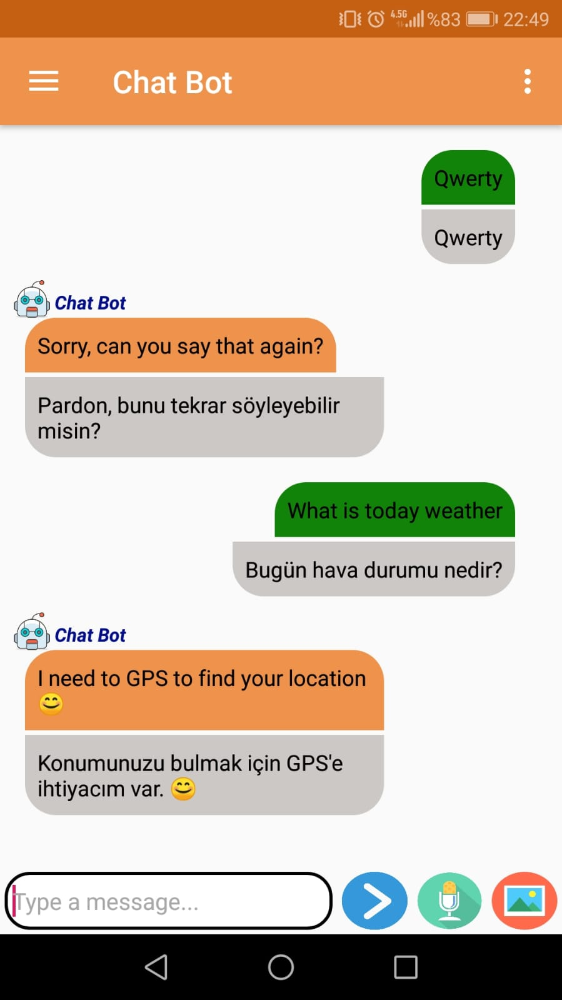 4.5G %83 22:49
Chat Bot
Qwerty
Qwerty
Chat Bot
Sorry, can you say that again?
Pardon, bunu tekrar söyleyebilir
misin?
What is today weather
Bugün hava durumu nedir?
Chat Bot
I need to GPS to find your location
😊
Konumunuzu bulmak için GPS'e
ihtiyacım var. 😊
Type a message...